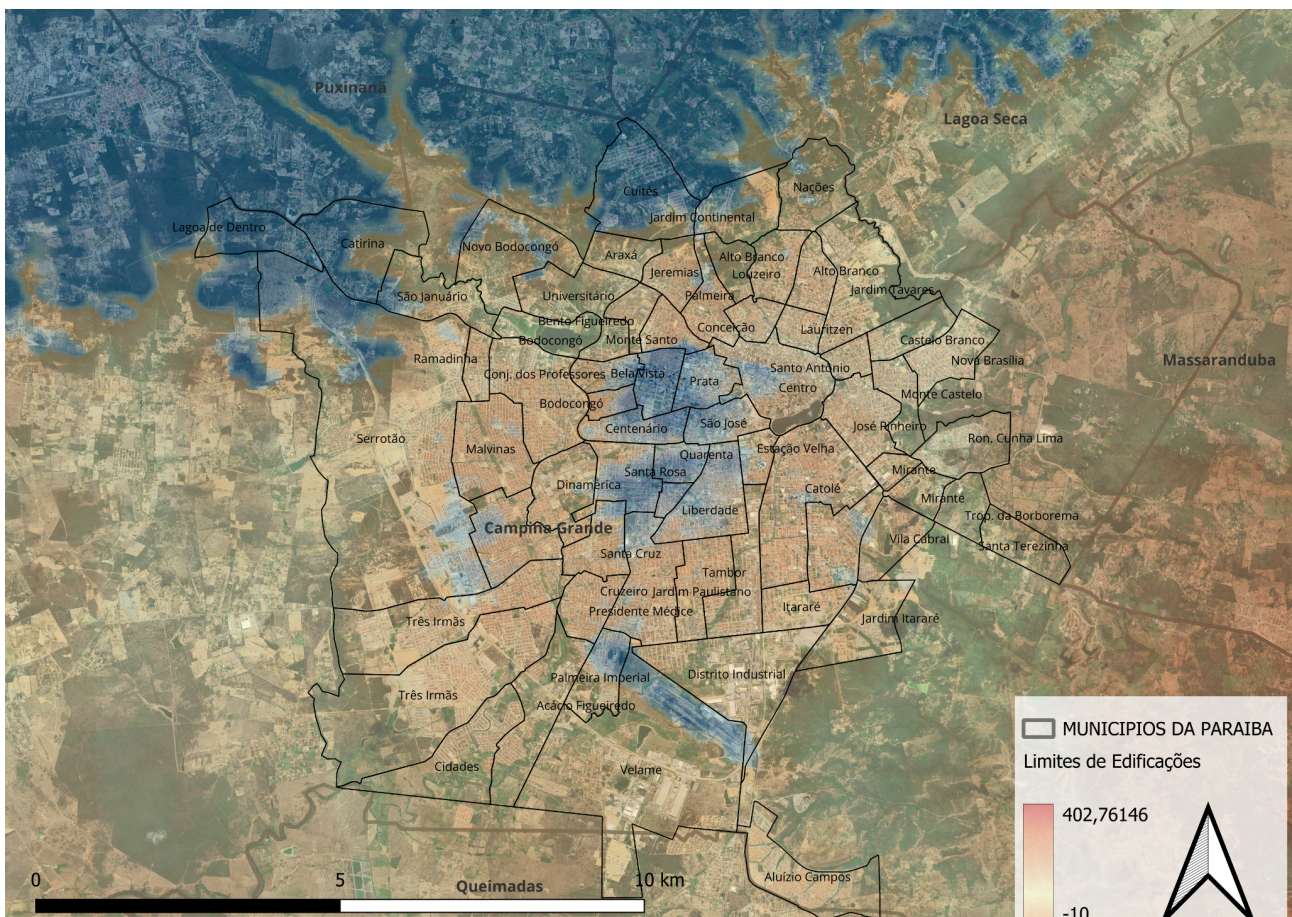 Puxinanã
Lagoa Seca
Cuités
Nações
Jardim Continental
Lagoa de Dentro
Catirina
Novo Bodocongó
Araxá
Alto Branco
Louzeiro
Jeremias
Alto Branco
Jardim Tavares
São Januário
Universitário
Palmeira
Bento Figueiredo
Conceição
Lauritzen
Bodocongó
Monte Santo
Castelo Branco
Ramadinha
Nova Brasília
Massaranduba
Conj. dos Professores
Bela Vista
Prata
Santo Antônio
Centro
Monte Castelo
Bodocongó
Centenário
São José
José Pinheiro
Serrotão
Malvinas
Quarenta
Estação Velha
Ron. Cunha Lima
Santa Rosa
Mirante
Dinamérica
Catolé
Mirante
Liberdade
Trop. da Borborema
Campina Grande
Vila Cabral
Santa Terezinha
Santa Cruz
Tambor
Cruzeiro
Jardim Paulistano
Presidente Médice
Itararé
Três Irmãs
Jardim Itararé
Palmeira Imperial
Distrito Industrial
Três Irmãs
Acácio Figueiredo
Cidades
Velame
Aluízio Campos
Queimadas
0 5 10 km
MUNICIPIOS DA PARAIBA
Limites de Edificações
402,76146
-10